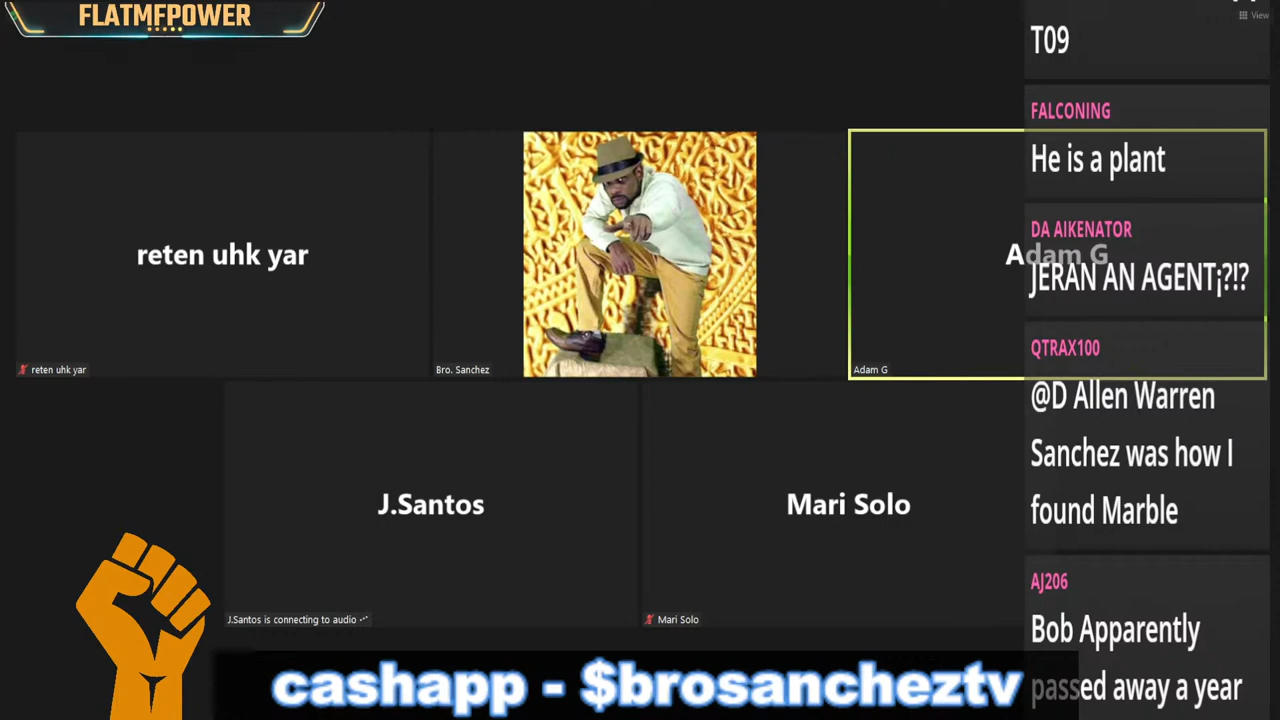 FLATMFPOWER
View
T09
FALCONING
He is a plant
DA AIKENATOR
JERAN AN AGENT¡?!?
QTRAX100
@D Allen Warren
Sanchez was how I
found Marble
AJ206
Bob Apparently
passed away a year
reten uhk yar
reten uhk yar
Bro. Sanchez
Adam G
Adam G
J.Santos
J.Santos is connecting to audio
Mari Solo
Mari Solo
cashapp - $brosancheztv